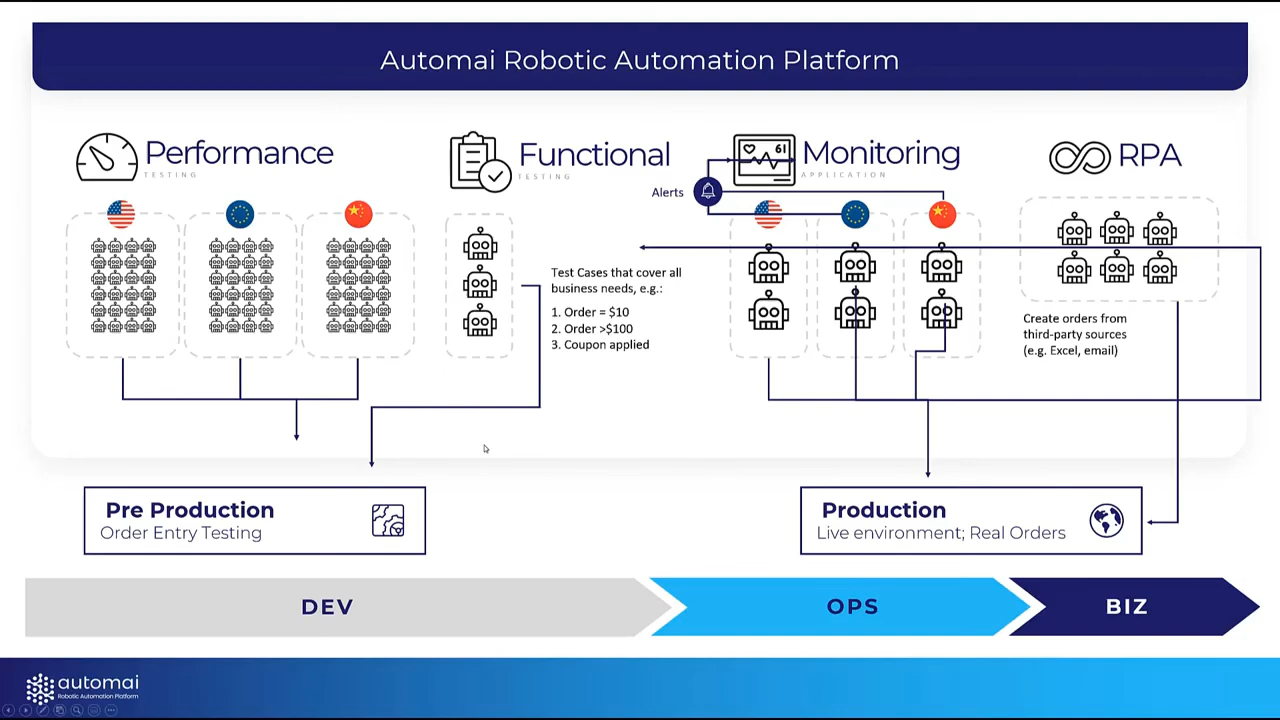 Automai Robotic Automation Platform
Performance
TESTING
Functional
TESTING
61
Monitoring
APPLICATION
RPA
Alerts
Test Cases that cover all
business needs, e.g.:
1. Order = $10
2. Order >$100
3. Coupon applied
Create orders from
third-party sources
(e.g. Excel, email)
Pre Production
Order Entry Testing
Production
Live environment; Real Orders
DEV
OPS
BIZ
automai
Robotic Automation Platform